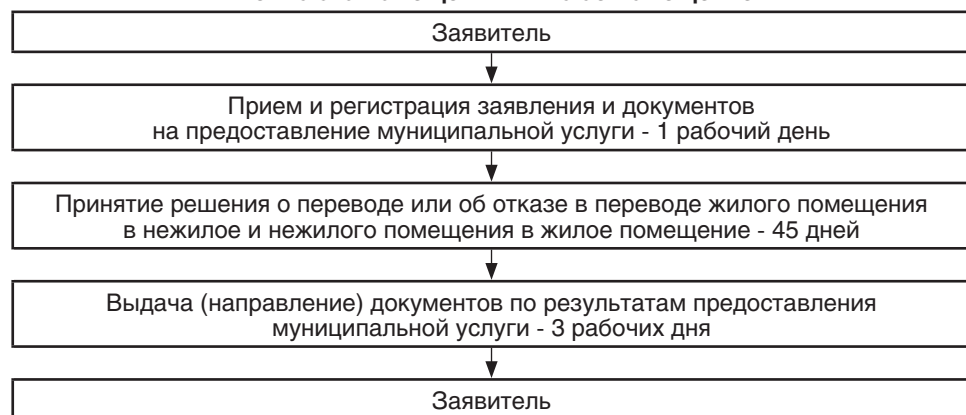 Заявитель
Прием и регистрация заявления и документов
на предоставление муниципальной услуги - 1 рабочий день
Принятие решения о переводе или об отказе в переводе жилого помещения
в нежилое и нежилого помещения в жилое помещение - 45 дней
Выдача (направление) документов по результатам предоставления
муниципальной услуги - 3 рабочих дня
Заявитель